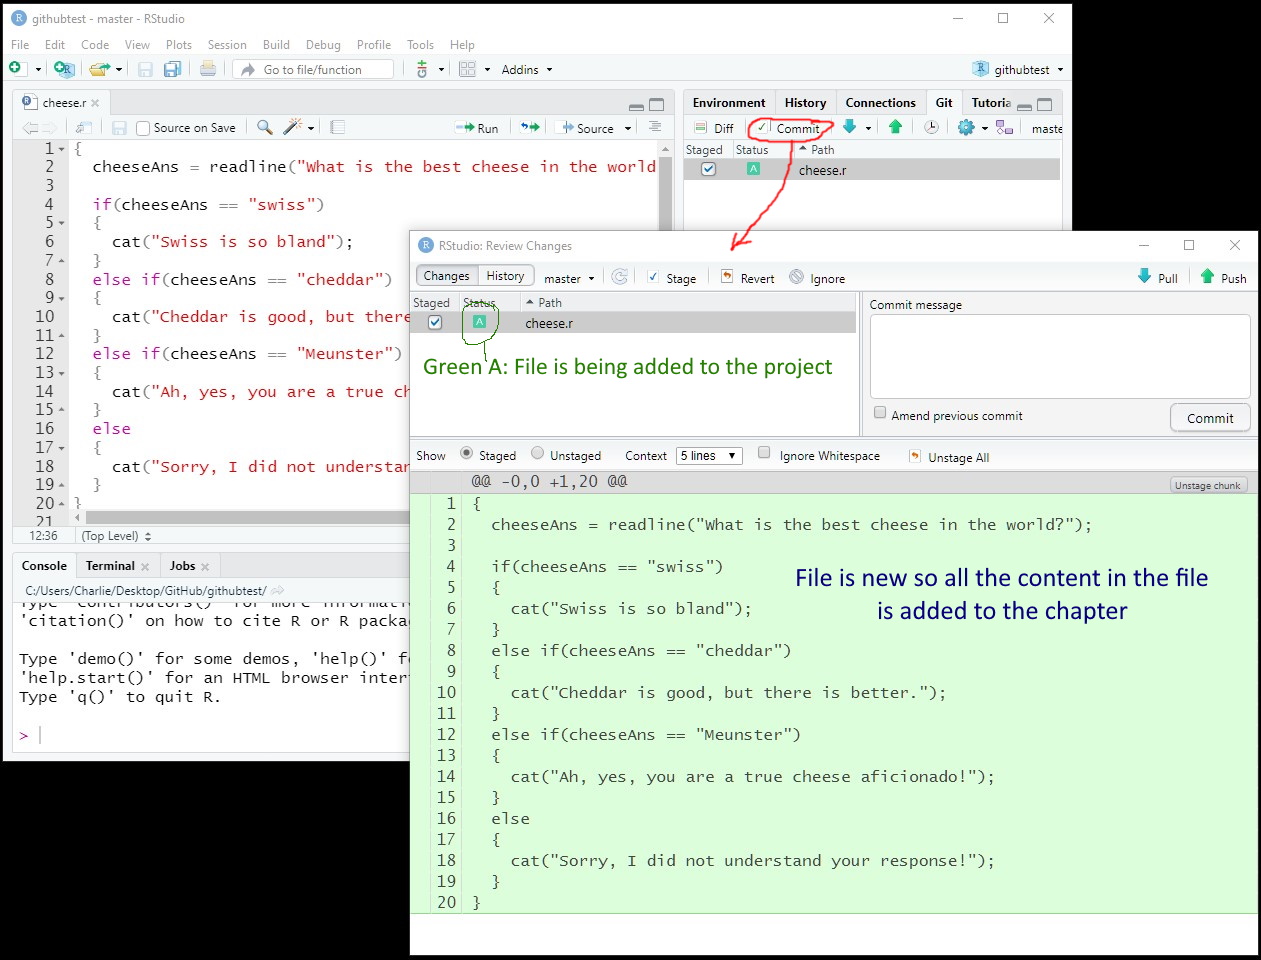 githubtest - master - RStudio
File Edit Code View Plots Session Build Debug Profile Tools Help
Go to file/function Addins githubtest
cheese.r
Source on Save Run Source
1 {
2 cheeseAns = readline("What is the best cheese in the world
3
4 if(cheeseAns == "swiss")
5 {
6 cat("Swiss is so bland");
7 }
8 else if(cheeseAns == "cheddar")
9 {
10 cat("Cheddar is good, but there
11 }
12 else if(cheeseAns == "Meunster")
13 {
14 cat("Ah, yes, you are a true ch
15 }
16 else
17 {
18 cat("Sorry, I did not understan
19 }
20 }
21
12:36 (Top Level)
Console Terminal Jobs
C:/Users/Charlie/Desktop/GitHub/githubtest/
'citation()' on how to cite R or R packag
Type 'demo()' for some demos, 'help()' fo
'help.start()' for an HTML browser inter
Type 'q()' to quit R.
>
Environment History Connections Git Tutoria
Diff Commit maste
Staged Status Path
A cheese.r
RStudio: Review Changes
Changes History master Stage Revert Ignore Pull Push
Staged Status Path
A cheese.r
Green A: File is being added to the project
Commit message
Amend previous commit Commit
Show Staged Unstaged Context 5 lines Ignore Whitespace Unstage All
@@ -0,0 +1,20 @@ Unstage chunk
1 {
2 cheeseAns = readline("What is the best cheese in the world?");
3
4 if(cheeseAns == "swiss")
5 {
6 cat("Swiss is so bland");
7 }
8 else if(cheeseAns == "cheddar")
9 {
10 cat("Cheddar is good, but there is better.");
11 }
12 else if(cheeseAns == "Meunster")
13 {
14 cat("Ah, yes, you are a true cheese aficionado!");
15 }
16 else
17 {
18 cat("Sorry, I did not understand your response!");
19 }
20 }
File is new so all the content in the file
is added to the chapter